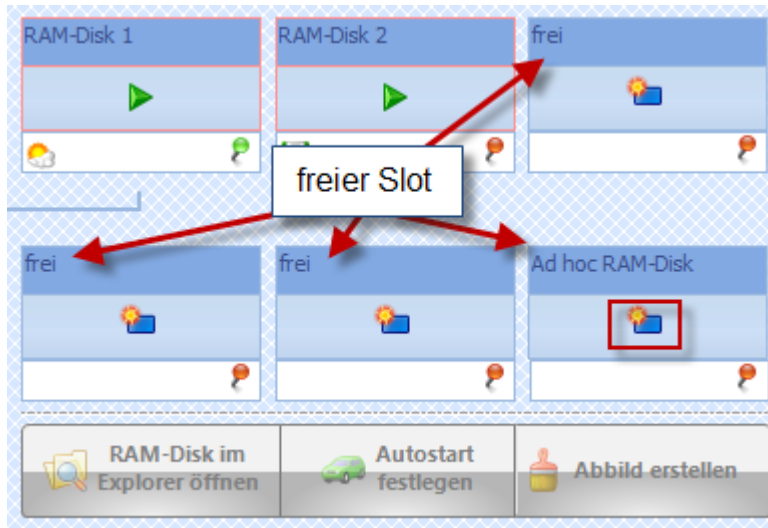 RAM-Disk 1
RAM-Disk 2
frei
freier Slot
frei
frei
Ad hoc RAM-Disk
RAM-Disk im
Explorer öffnen
Autostart
festlegen
Abbild erstellen